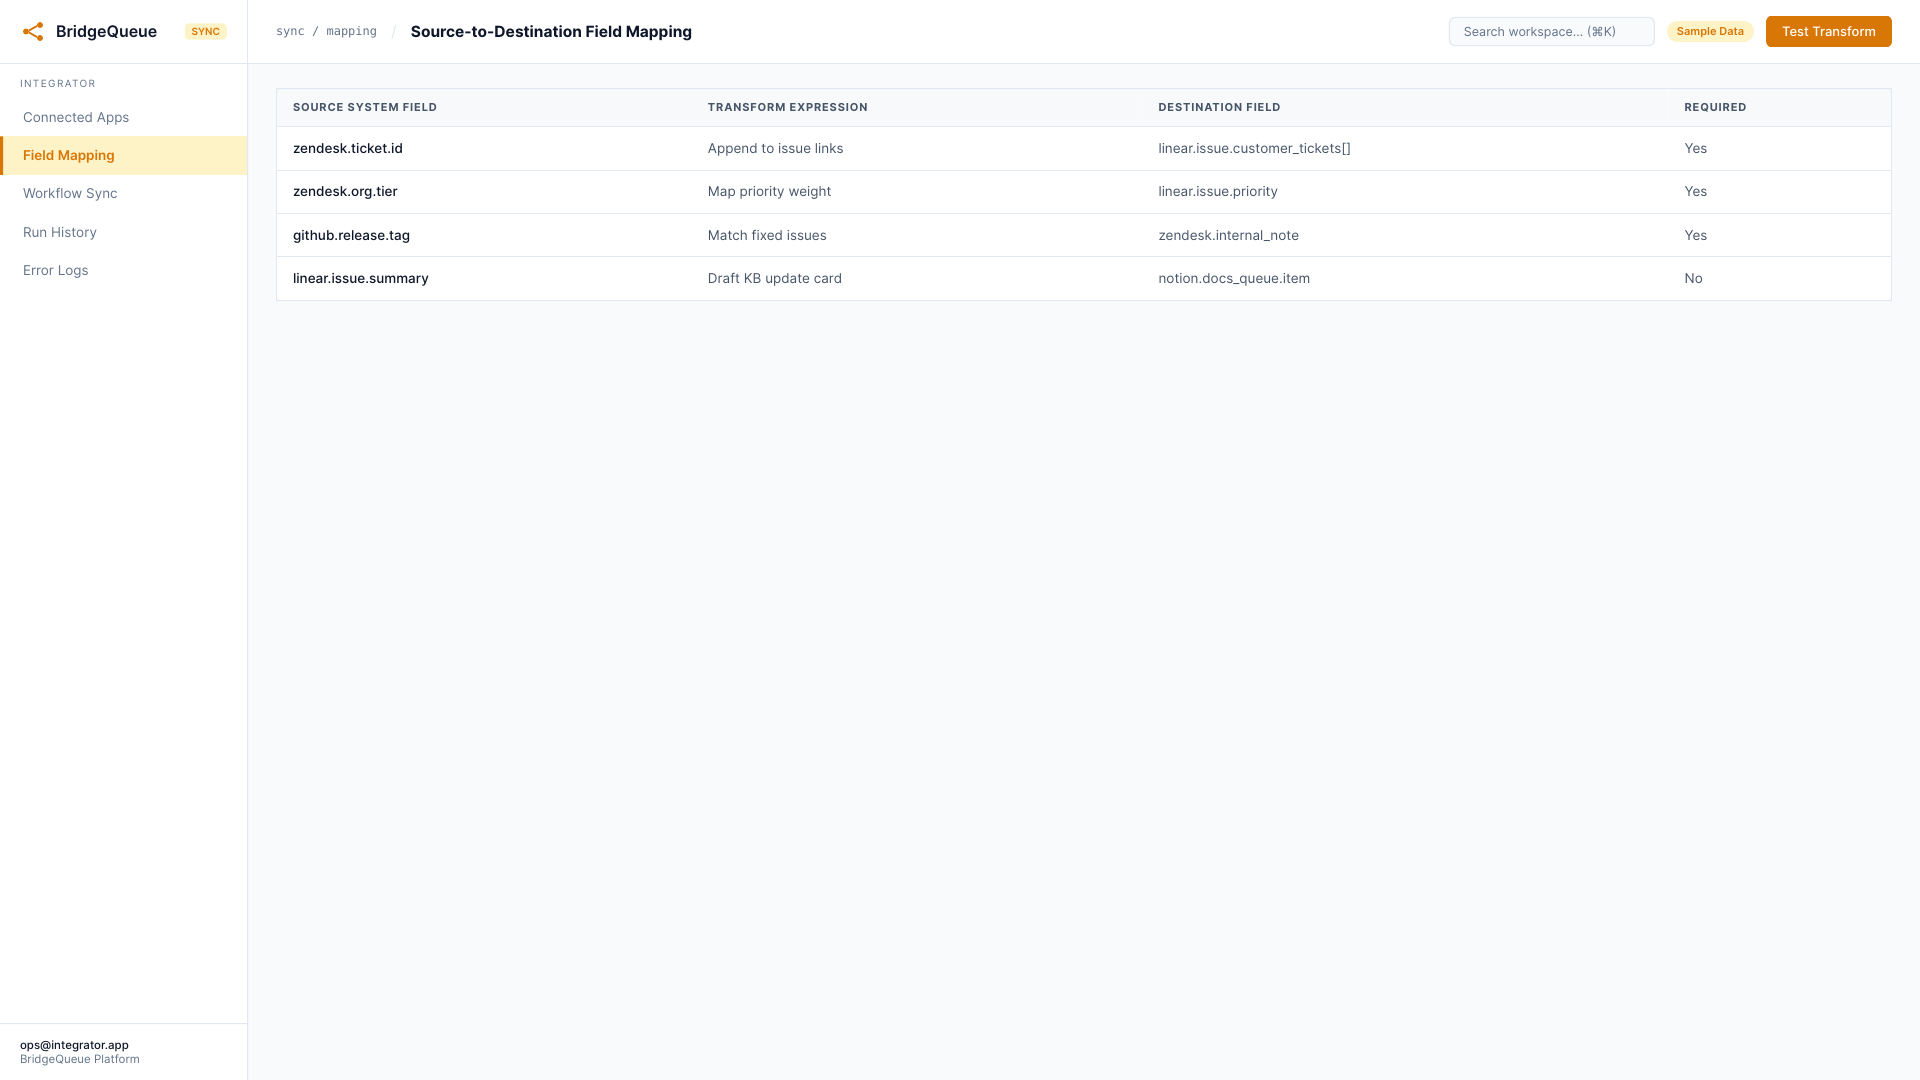 BridgeQueue SYNC
sync / mapping / Source-to-Destination Field Mapping
Search workspace... (⌘K)
Sample Data
Test Transform
INTEGRATOR
Connected Apps
Field Mapping
Workflow Sync
Run History
Error Logs
SOURCE SYSTEM FIELD TRANSFORM EXPRESSION DESTINATION FIELD REQUIRED
zendesk.ticket.id Append to issue links linear.issue.customer_tickets[] Yes
zendesk.org.tier Map priority weight linear.issue.priority Yes
github.release.tag Match fixed issues zendesk.internal_note Yes
linear.issue.summary Draft KB update card notion.docs_queue.item No
ops@integrator.app
BridgeQueue Platform